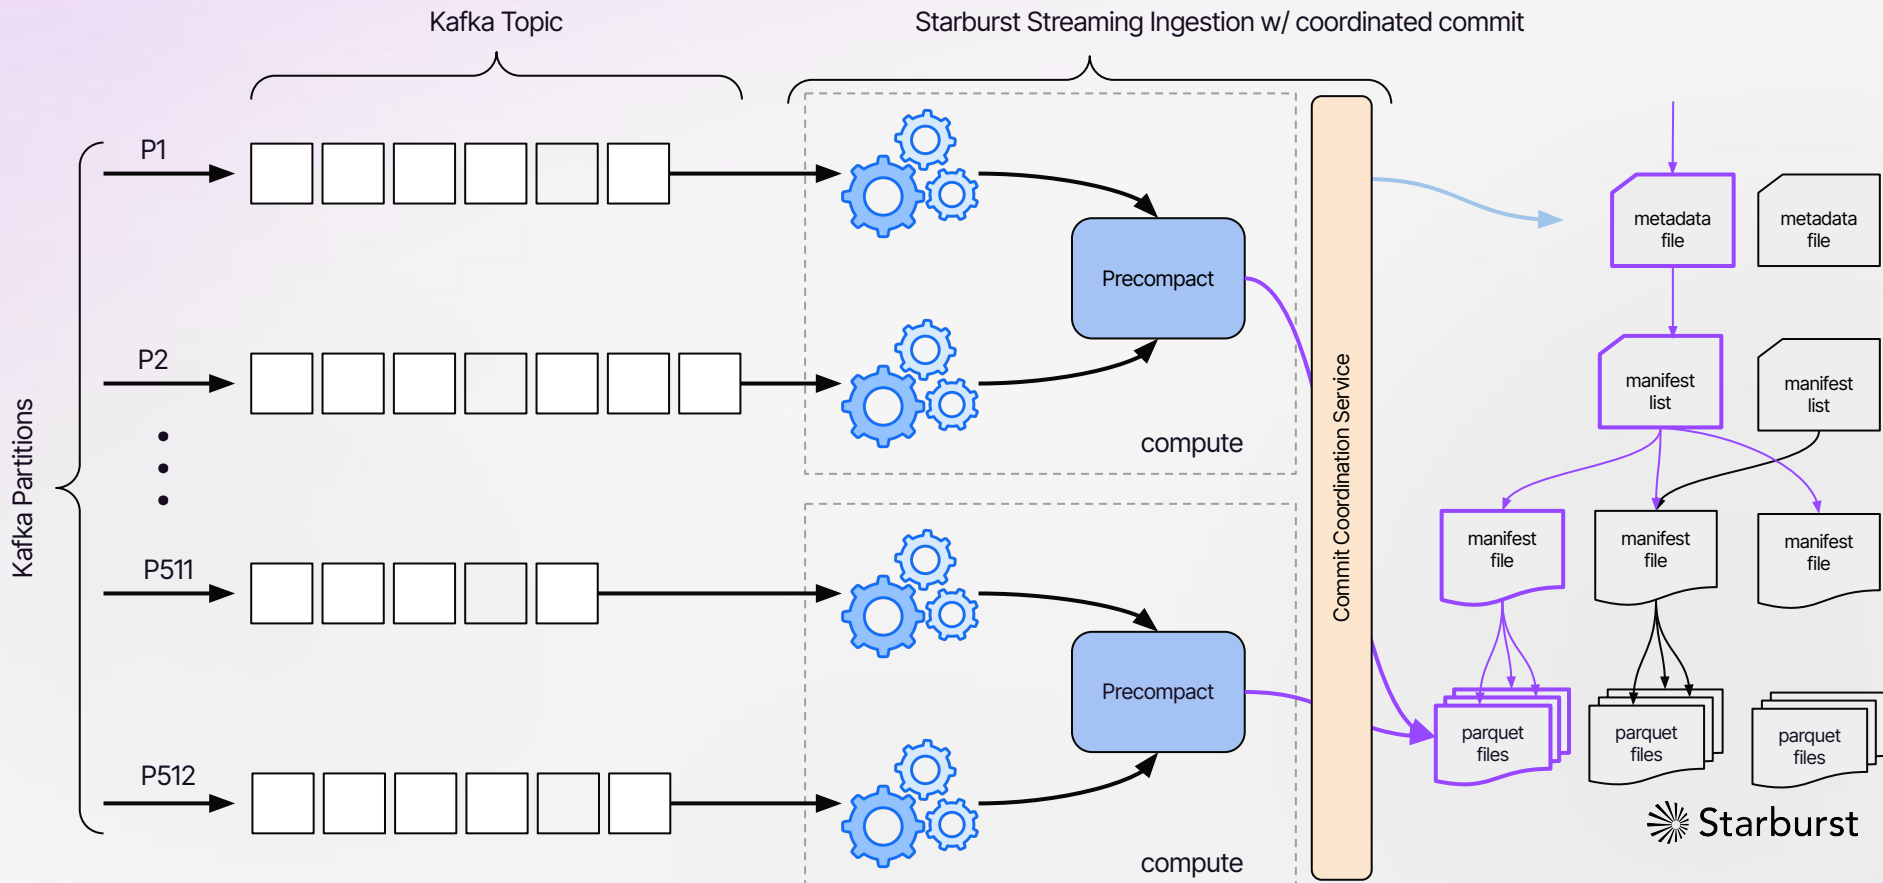 Kafka Topic
Starburst Streaming Ingestion w/ coordinated commit
Kafka Partitions
P1
P2
P511
P512
Precompact
compute
Precompact
compute
Commit Coordination Service
metadata
file
metadata
file
manifest
list
manifest
list
manifest
file
manifest
file
manifest
file
parquet
files
parquet
files
parquet
files
Starburst